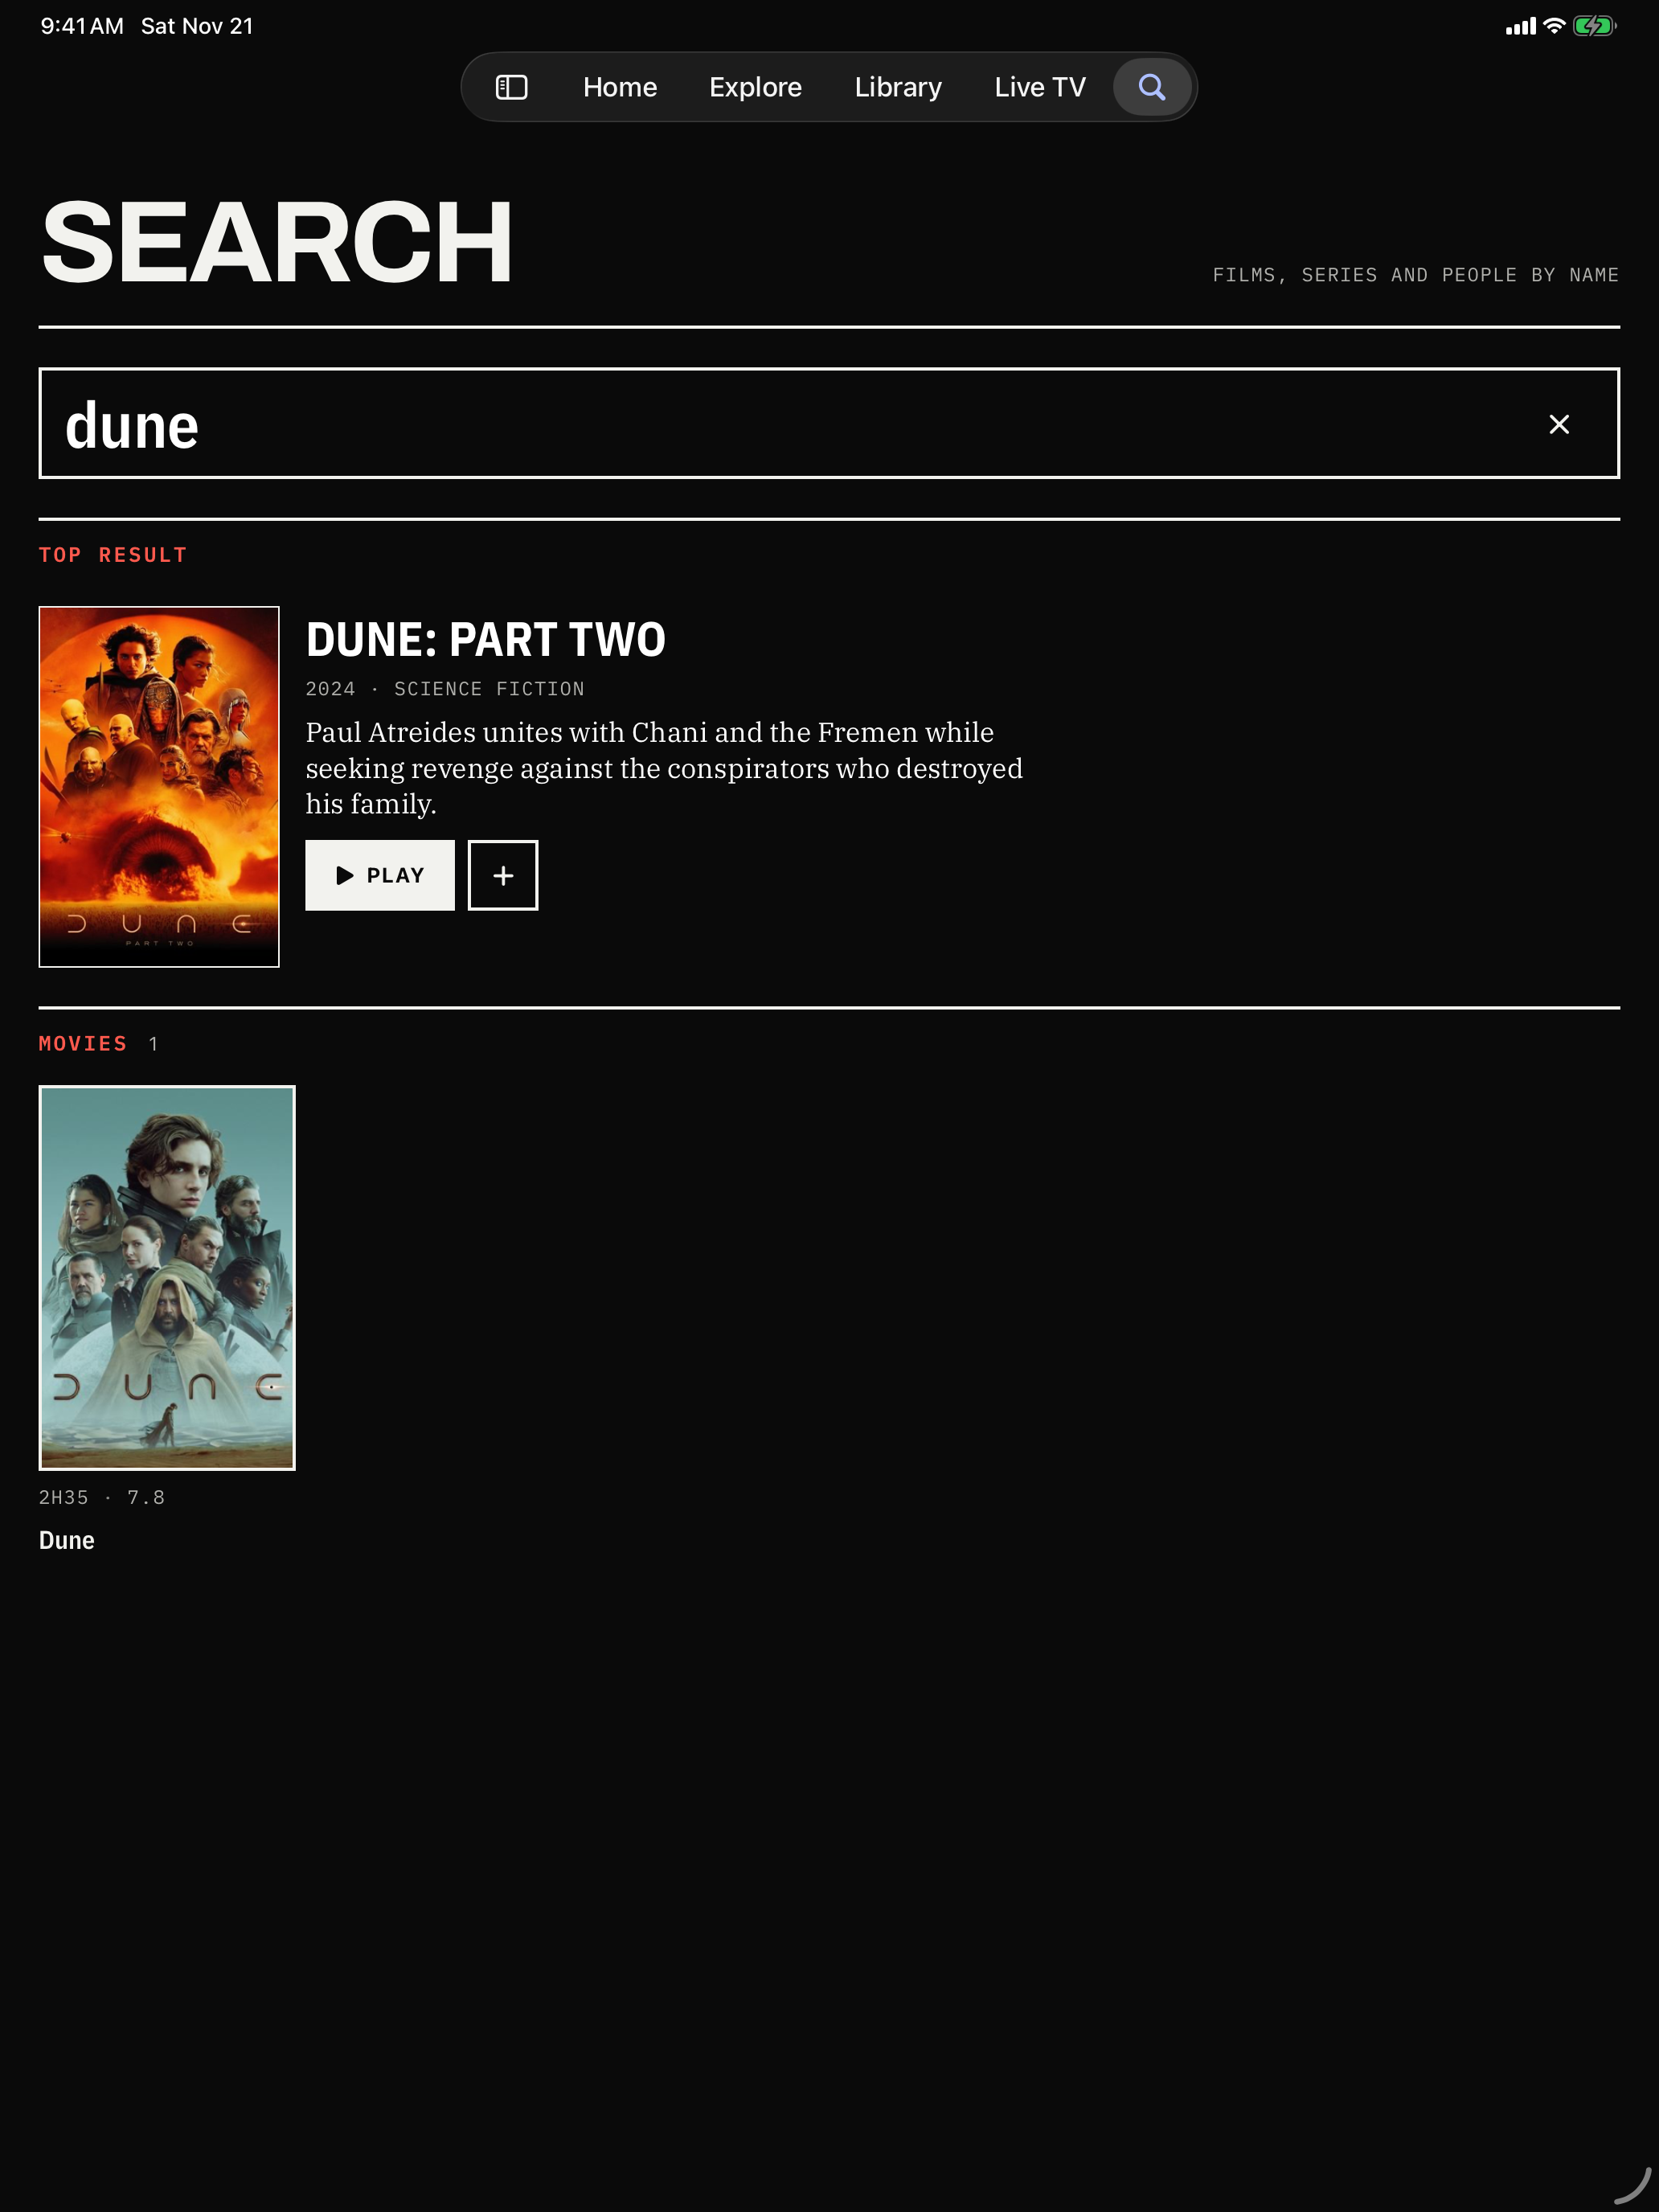 9:41 AM Sat Nov 21
Home Explore Library Live TV
SEARCH
FILMS, SERIES AND PEOPLE BY NAME
dune
TOP RESULT
DUNE: PART TWO
2024 · SCIENCE FICTION
Paul Atreides unites with Chani and the Fremen while
seeking revenge against the conspirators who destroyed
his family.
PLAY
DUNE
PART TWO
MOVIES 1
DUNE
2H35 · 7.8
Dune